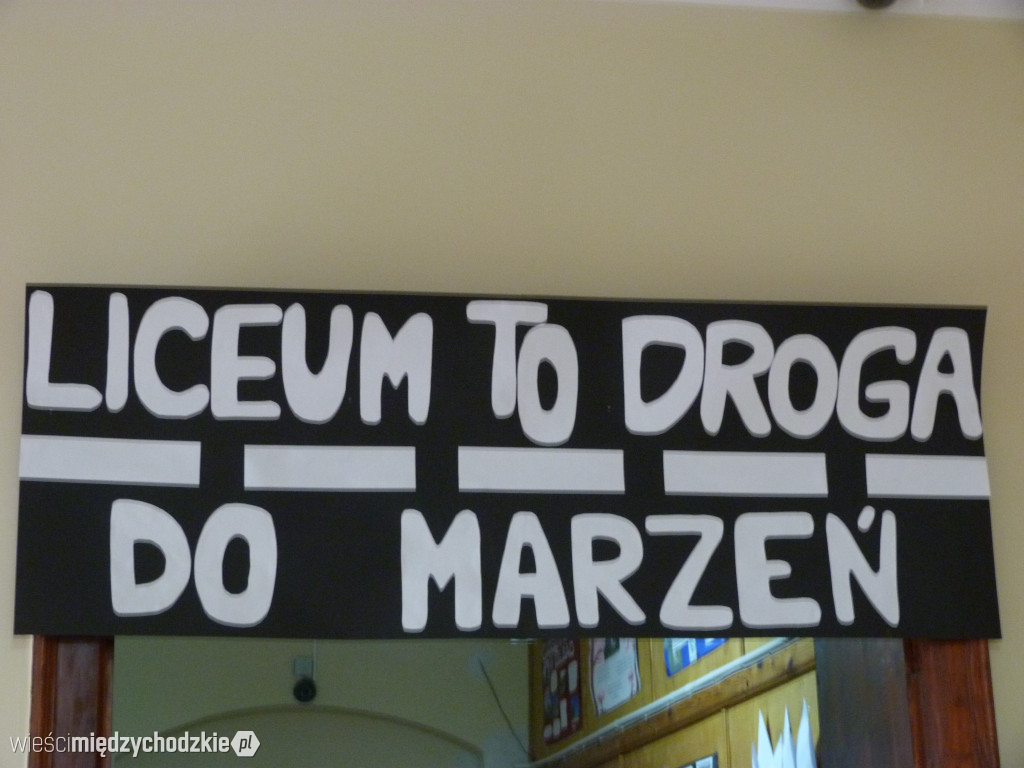 LICEUM TO DROGA
DO MARZEŃ
wieścimiędzychodzkie.pl